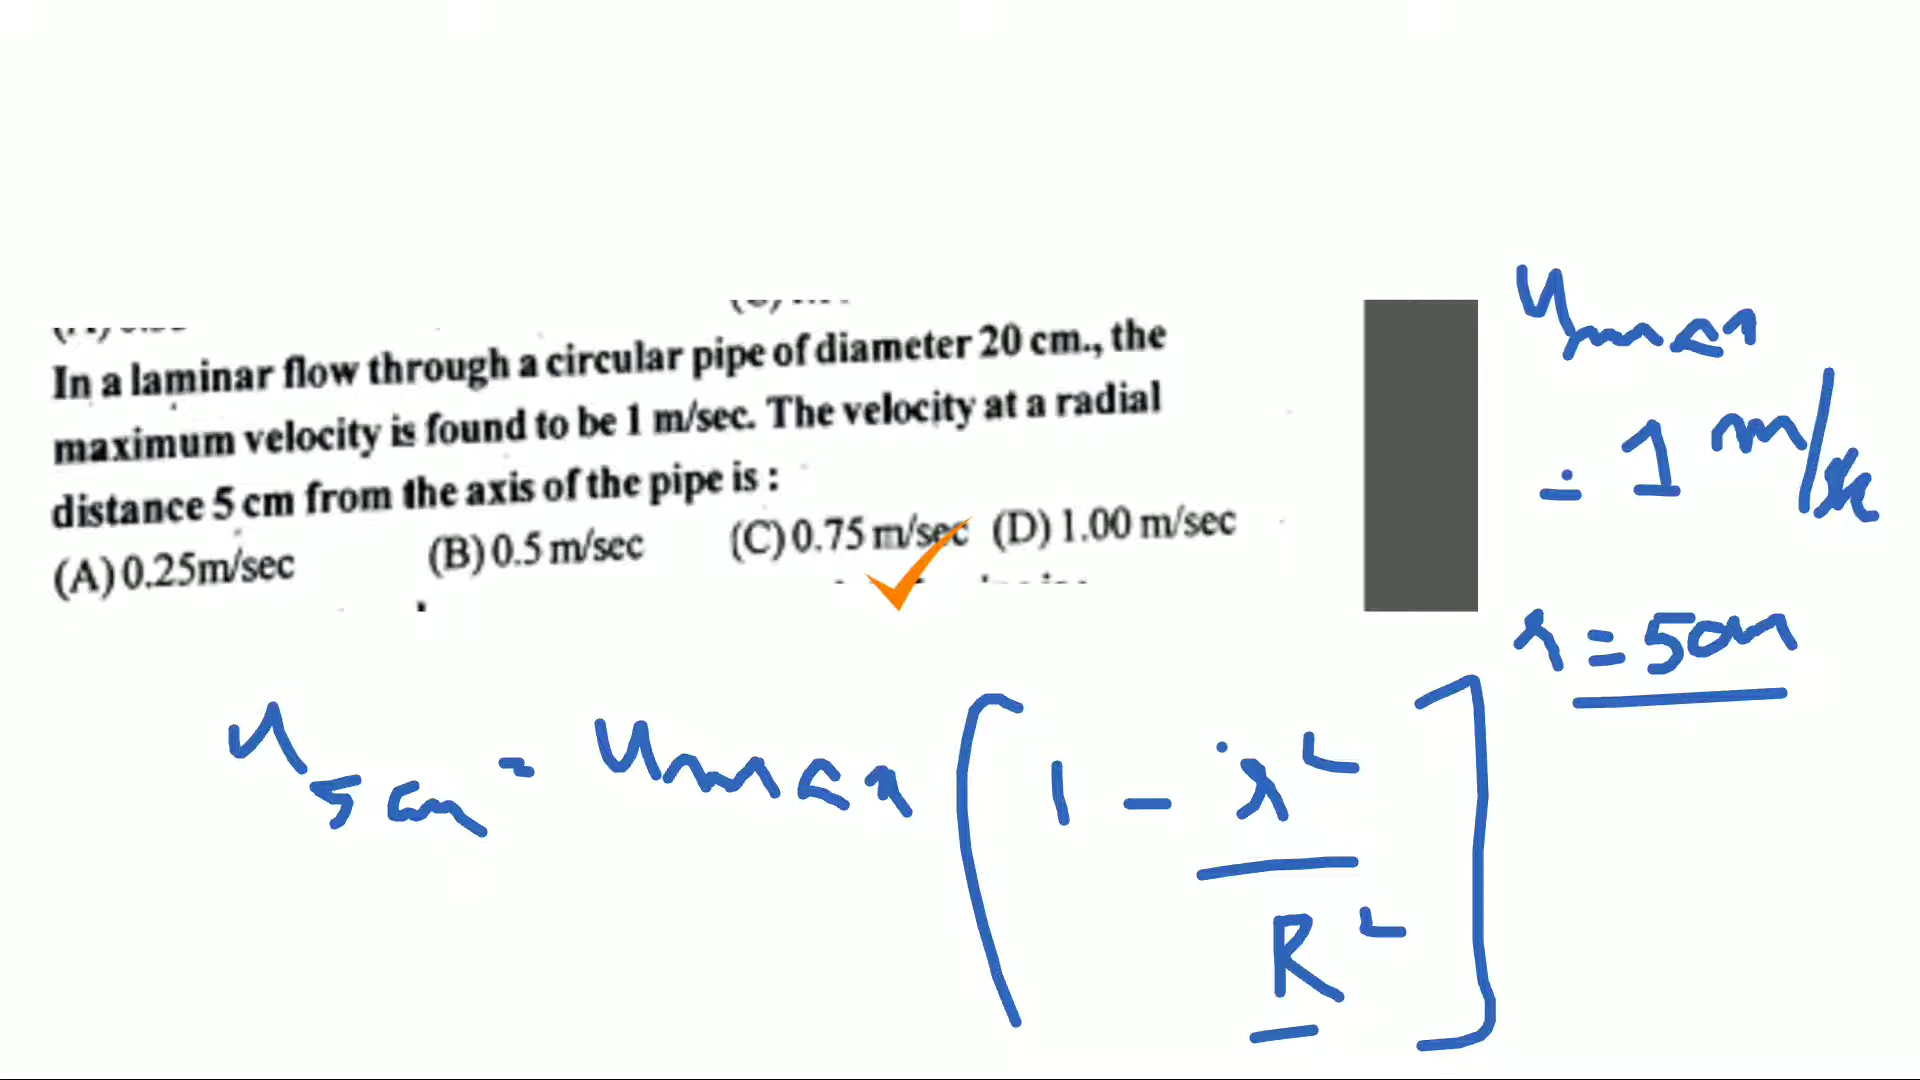 In a laminar flow through a circular pipe of diameter 20 cm., the
maximum velocity is found to be 1 m/sec. The velocity at a radial
distance 5 cm from the axis of the pipe is :
(A) 0.25m/sec (B) 0.5 m/sec (C) 0.75 m/sec (D) 1.00 m/sec
umax
= 1 m/sec
r = 5cm
u5cm = umax [1 - r²/R²]